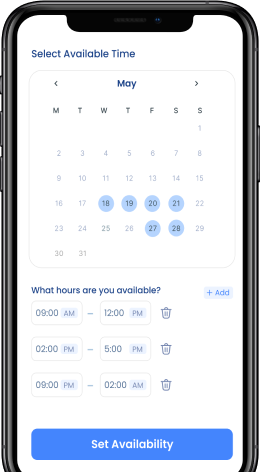 Select Available Time
< May >
M T W T F S S
1
2 3 4 5 6 7 8
9 10 11 12 13 14 15
16 17 18 19 20 21 22
23 24 25 26 27 28 29
30 31
What hours are you available? + Add
09:00 AM – 12:00 PM
02:00 PM – 5:00 PM
09:00 PM – 02:00 AM
Set Availability